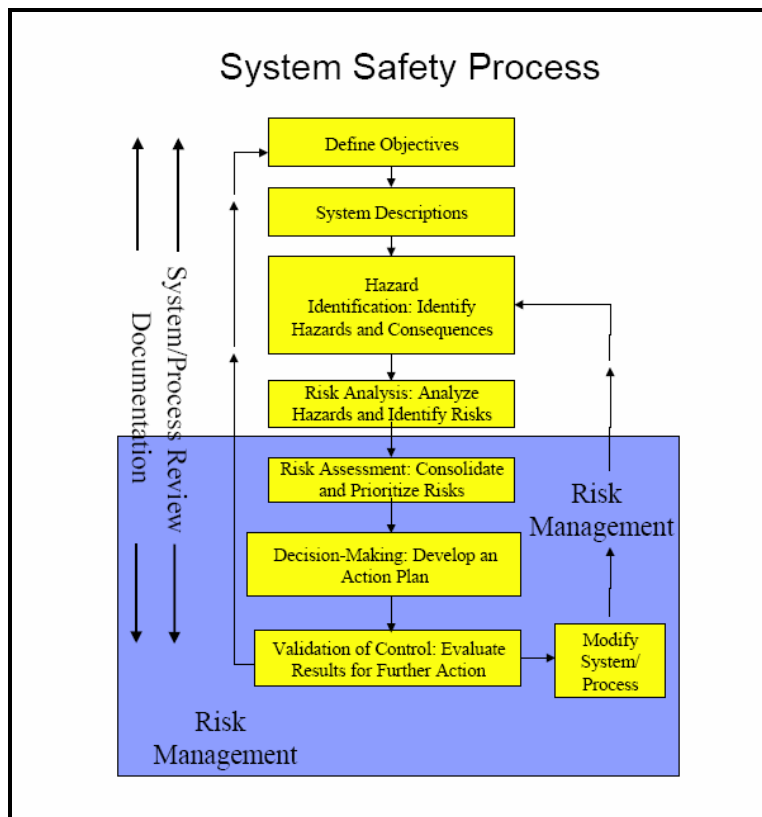 System Safety Process
Define Objectives
System Descriptions
Hazard
Identification: Identify
Hazards and Consequences
Risk Analysis: Analyze
Hazards and Identify Risks
Risk Assessment: Consolidate
and Prioritize Risks
Decision-Making: Develop an
Action Plan
Validation of Control: Evaluate
Results for Further Action
Modify
System/
Process
Risk
Management
System/Process Review
Documentation
Risk
Management